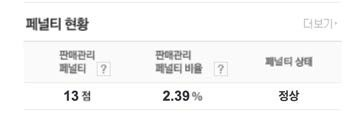 페널티 현황
더보기›
판매관리
페널티 ?
판매관리
페널티 비율 ?
페널티 상태
13 점
2.39 %
정상